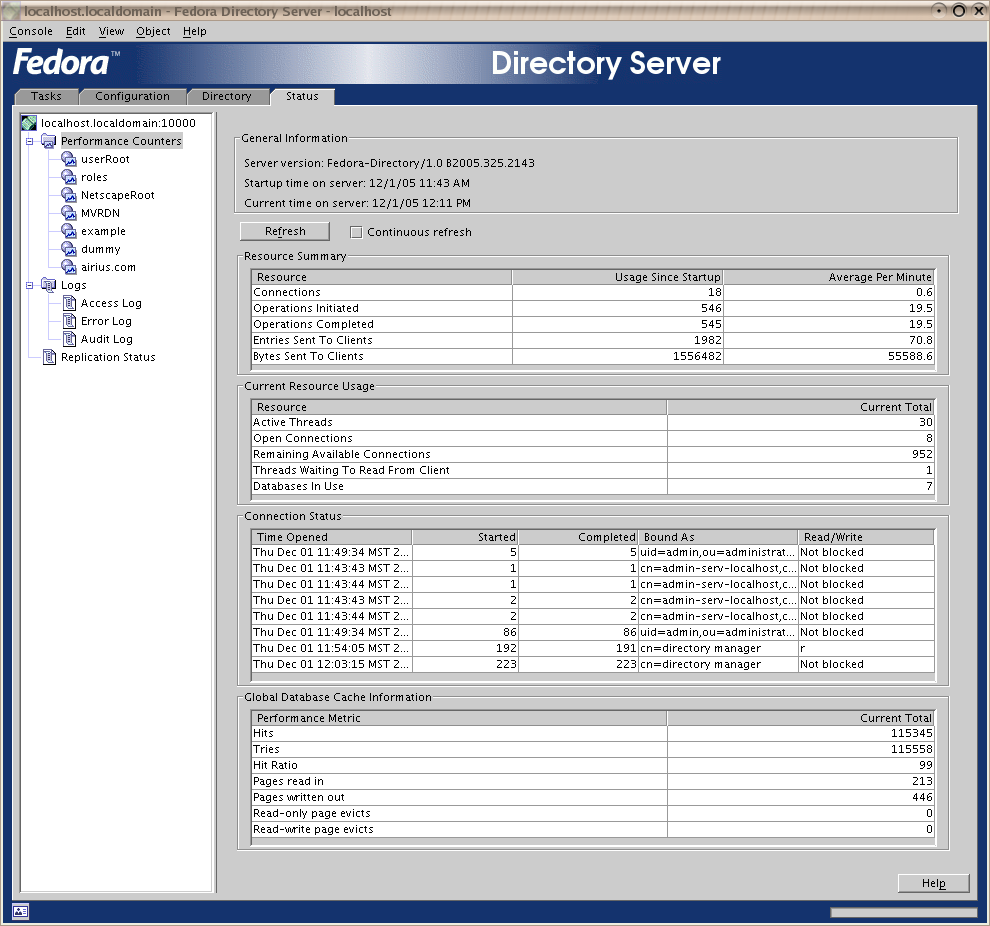 localhost.localdomain - Fedora Directory Server - localhost
Console Edit View Object Help
Fedora™ Directory Server
Tasks Configuration Directory Status
localhost.localdomain:10000
Performance Counters
userRoot
roles
NetscapeRoot
MVRDN
example
dummy
airius.com
Logs
Access Log
Error Log
Audit Log
Replication Status
General Information
Server version: Fedora-Directory/1.0 B2005.325.2143
Startup time on server: 12/1/05 11:43 AM
Current time on server: 12/1/05 12:11 PM
Refresh Continuous refresh
Resource Summary
Resource Usage Since Startup Average Per Minute
Connections 18 0.6
Operations Initiated 546 19.5
Operations Completed 545 19.5
Entries Sent To Clients 1982 70.8
Bytes Sent To Clients 1556482 55588.6
Current Resource Usage
Resource Current Total
Active Threads 30
Open Connections 8
Remaining Available Connections 952
Threads Waiting To Read From Client 1
Databases In Use 7
Connection Status
Time Opened Started Completed Bound As Read/Write
Thu Dec 01 11:49:34 MST 2... 5 5 uid=admin,ou=administrat... Not blocked
Thu Dec 01 11:43:43 MST 2... 1 1 cn=admin-serv-localhost,c... Not blocked
Thu Dec 01 11:43:44 MST 2... 1 1 cn=admin-serv-localhost,c... Not blocked
Thu Dec 01 11:43:43 MST 2... 2 2 cn=admin-serv-localhost,c... Not blocked
Thu Dec 01 11:43:44 MST 2... 2 2 cn=admin-serv-localhost,c... Not blocked
Thu Dec 01 11:49:34 MST 2... 86 86 uid=admin,ou=administrat... Not blocked
Thu Dec 01 11:54:05 MST 2... 192 191 cn=directory manager r
Thu Dec 01 12:03:15 MST 2... 223 223 cn=directory manager Not blocked
Global Database Cache Information
Performance Metric Current Total
Hits 115345
Tries 115558
Hit Ratio 99
Pages read in 213
Pages written out 446
Read-only page evicts 0
Read-write page evicts 0
Help